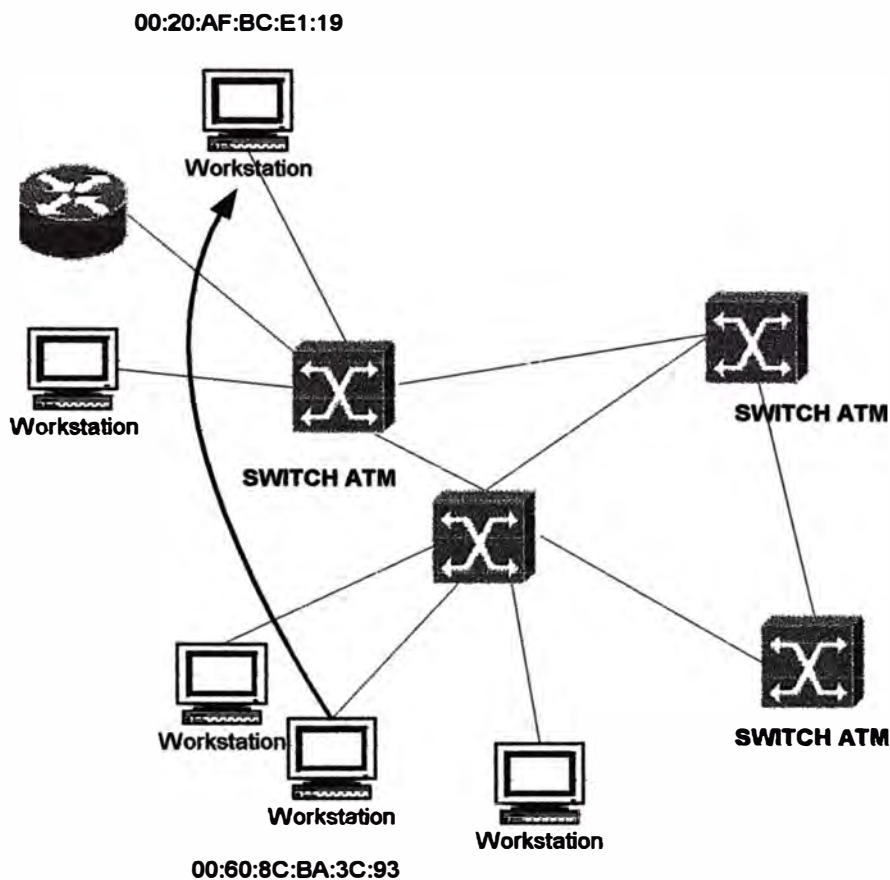 00:20:AF:BC:E1:19
Workstation
Workstation
SWITCH ATM
SWITCH ATM
Workstation
SWITCH ATM
Workstation
Workstation
00:60:8C:BA:3C:93